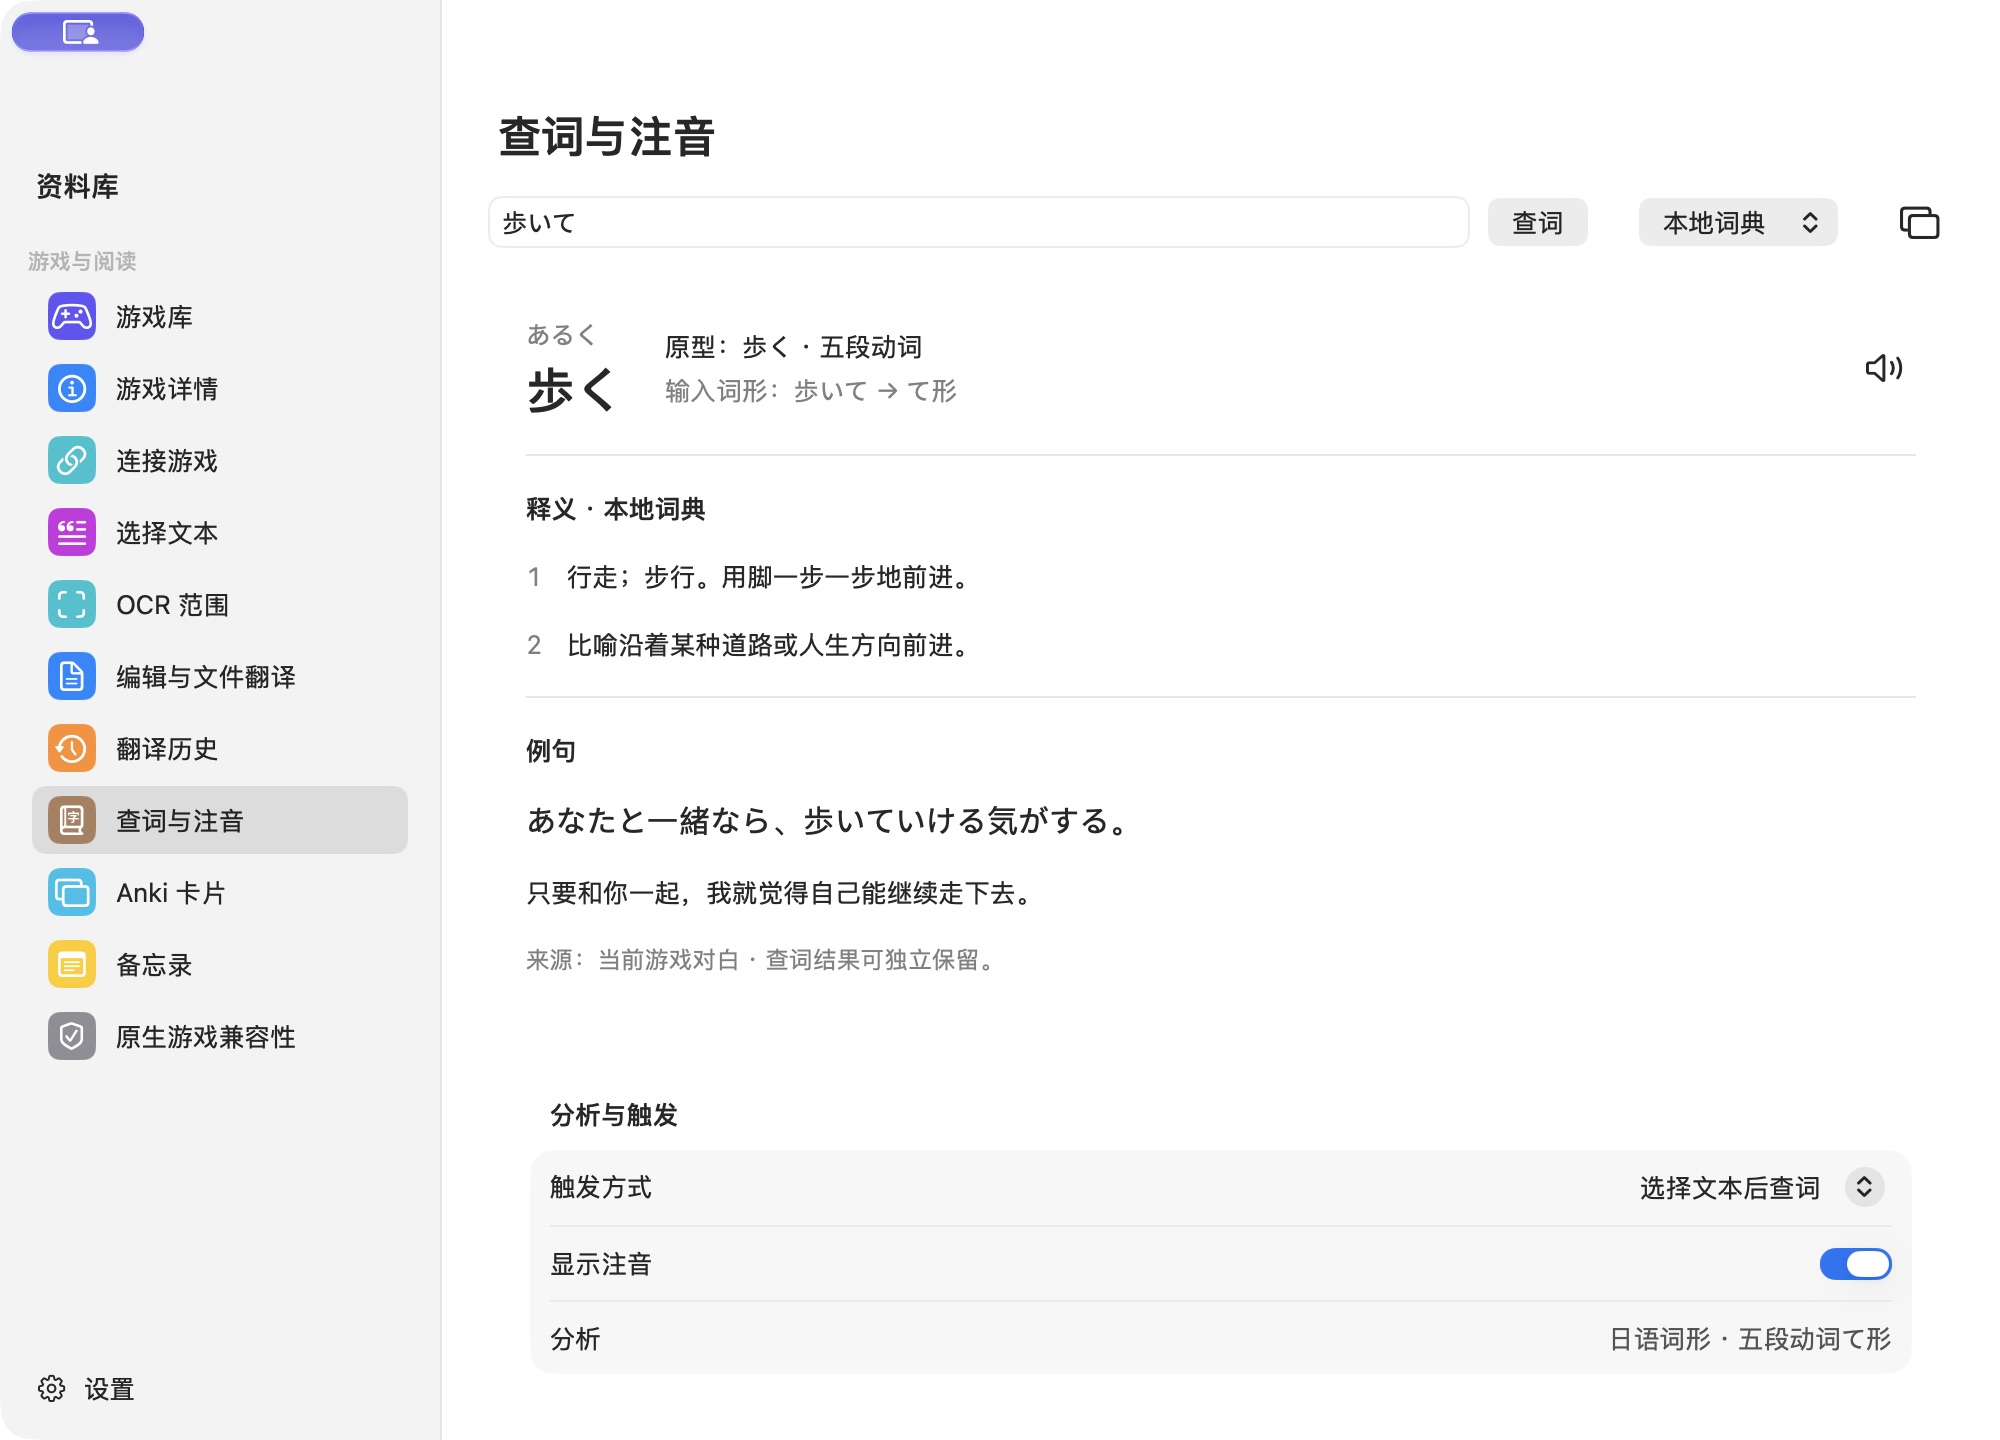 资料库
游戏与阅读
游戏库
游戏详情
连接游戏
选择文本
OCR 范围
编辑与文件翻译
翻译历史
查词与注音
Anki 卡片
备忘录
原生游戏兼容性
设置
查词与注音
歩いて 查词 本地词典
あるく
歩く
原型：歩く · 五段动词
输入词形：歩いて → て形
释义 · 本地词典
1 行走；步行。用脚一步一步地前进。
2 比喻沿着某种道路或人生方向前进。
例句
あなたと一緒なら、歩いていける気がする。
只要和你一起，我就觉得自己能继续走下去。
来源：当前游戏对白 · 查词结果可独立保留。
分析与触发
触发方式 选择文本后查词
显示注音
分析 日语词形 · 五段动词て形